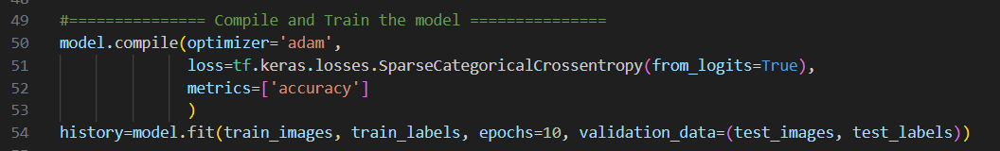 49 #=============== Compile and Train the model ===============
50 model.compile(optimizer='adam',
51 loss=tf.keras.losses.SparseCategoricalCrossentropy(from_logits=True),
52 metrics=['accuracy']
53 )
54 history=model.fit(train_images, train_labels, epochs=10, validation_data=(test_images, test_labels))